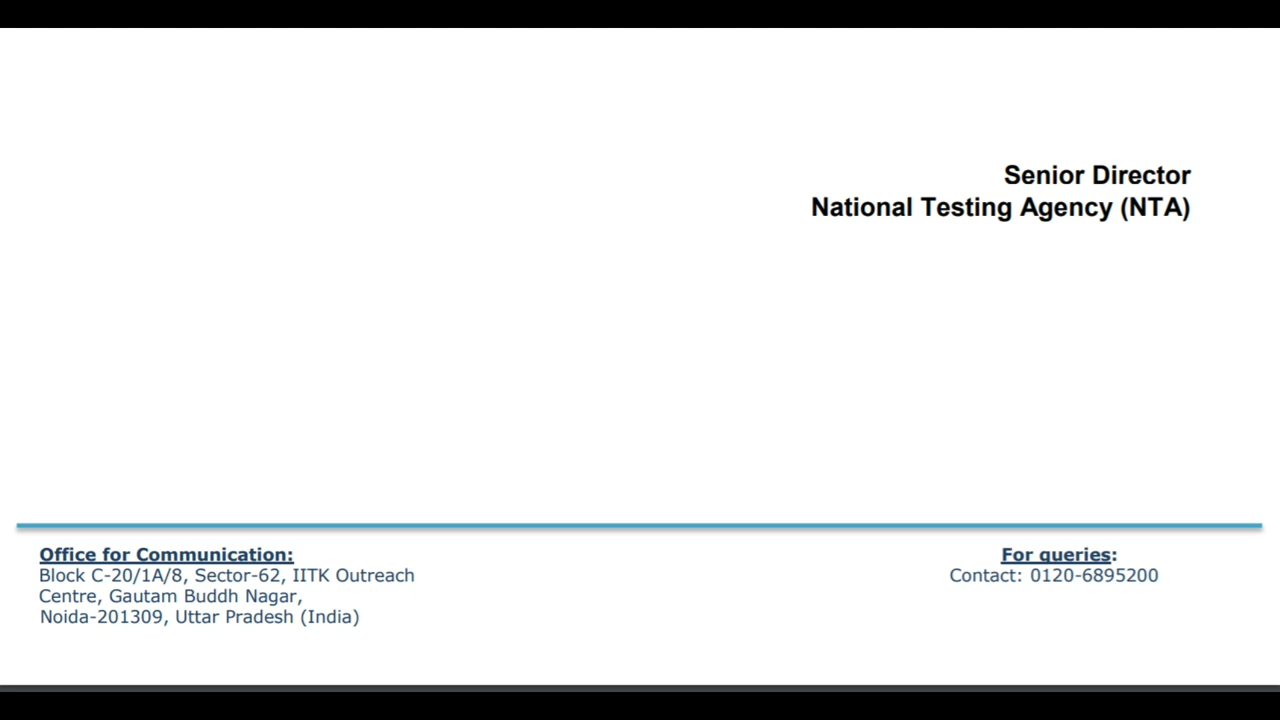 Senior Director
National Testing Agency (NTA)
Office for Communication:
Block C-20/1A/8, Sector-62, IITK Outreach
Centre, Gautam Buddh Nagar,
Noida-201309, Uttar Pradesh (India)
For queries:
Contact: 0120-6895200